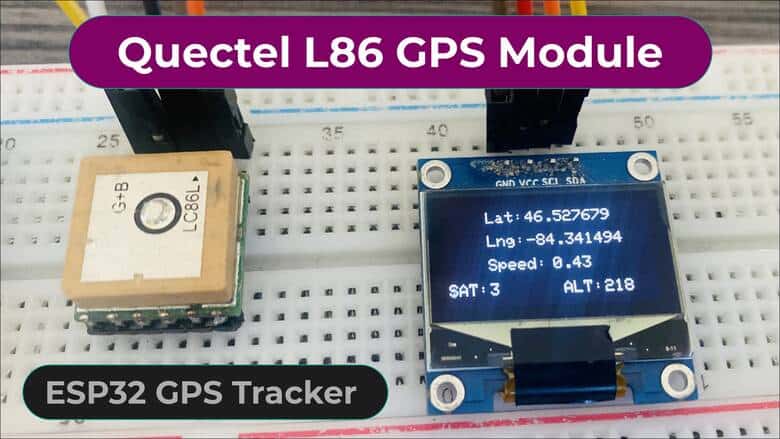 Quectel L86 GPS Module
30
35
40
45
50
55
G+B
LC86L
GND VCC SCL SDA
Lat:46.527679
Lng:-84.341494
Speed: 0.43
SAT:3
ALT:218
ESP32 GPS Tracker